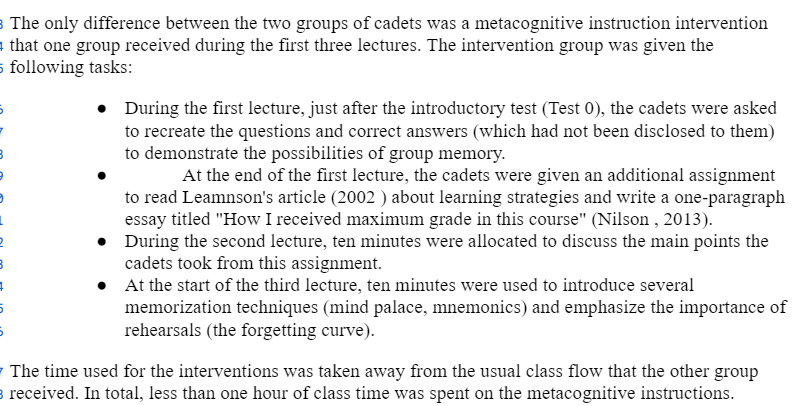 The only difference between the two groups of cadets was a metacognitive instruction intervention
that one group received during the first three lectures. The intervention group was given the
following tasks:
● During the first lecture, just after the introductory test (Test 0), the cadets were asked
to recreate the questions and correct answers (which had not been disclosed to them)
to demonstrate the possibilities of group memory.
● At the end of the first lecture, the cadets were given an additional assignment
to read Leamnson's article (2002 ) about learning strategies and write a one-paragraph
essay titled "How I received maximum grade in this course" (Nilson , 2013).
● During the second lecture, ten minutes were allocated to discuss the main points the
cadets took from this assignment.
● At the start of the third lecture, ten minutes were used to introduce several
memorization techniques (mind palace, mnemonics) and emphasize the importance of
rehearsals (the forgetting curve).
The time used for the interventions was taken away from the usual class flow that the other group
received. In total, less than one hour of class time was spent on the metacognitive instructions.